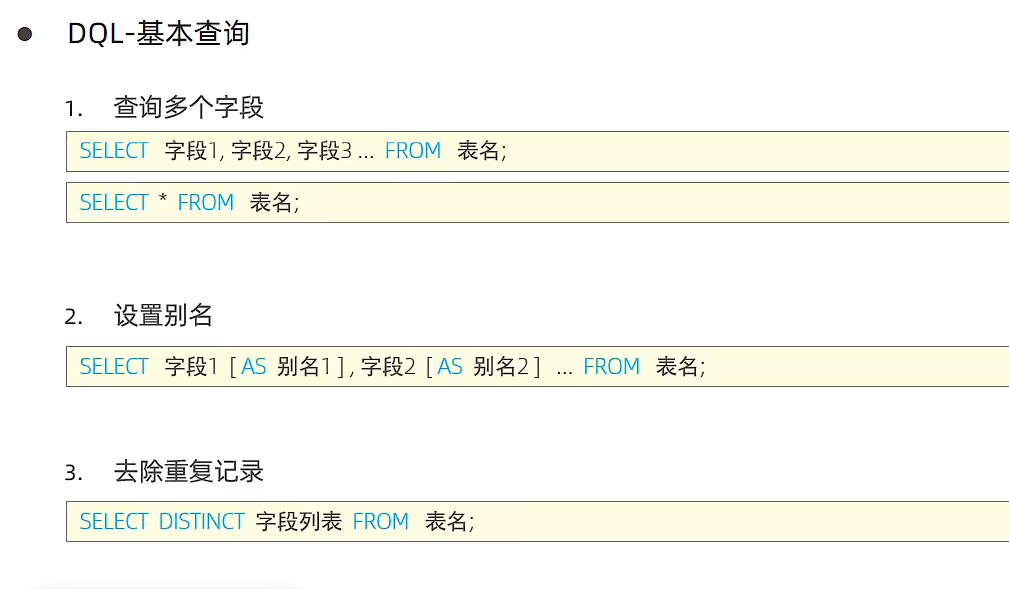 ● DQL-基本查询
1. 查询多个字段
SELECT 字段1, 字段2, 字段3 ... FROM 表名;
SELECT * FROM 表名;
2. 设置别名
SELECT 字段1 [ AS 别名1 ] , 字段2 [ AS 别名2 ] ... FROM 表名;
3. 去除重复记录
SELECT DISTINCT 字段列表 FROM 表名;